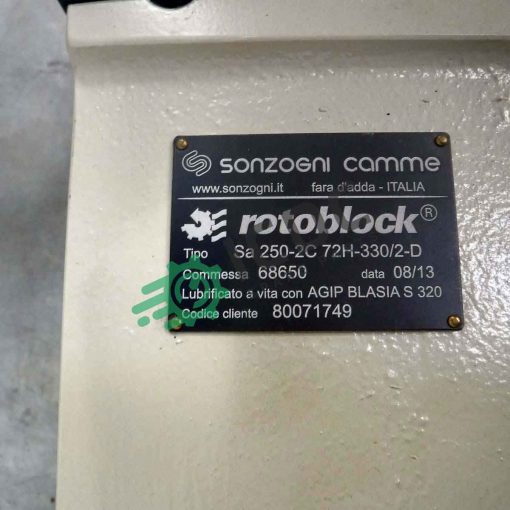 sonzogni camme
www.sonzogni.it fara d'adda - ITALIA
rotoblock®
Tipo Sa 250-2C 72H-330/2-D
Commessa 68650 data 08/13
Lubrificato a vita con AGIP BLASIA S 320
Codice cliente 80071749